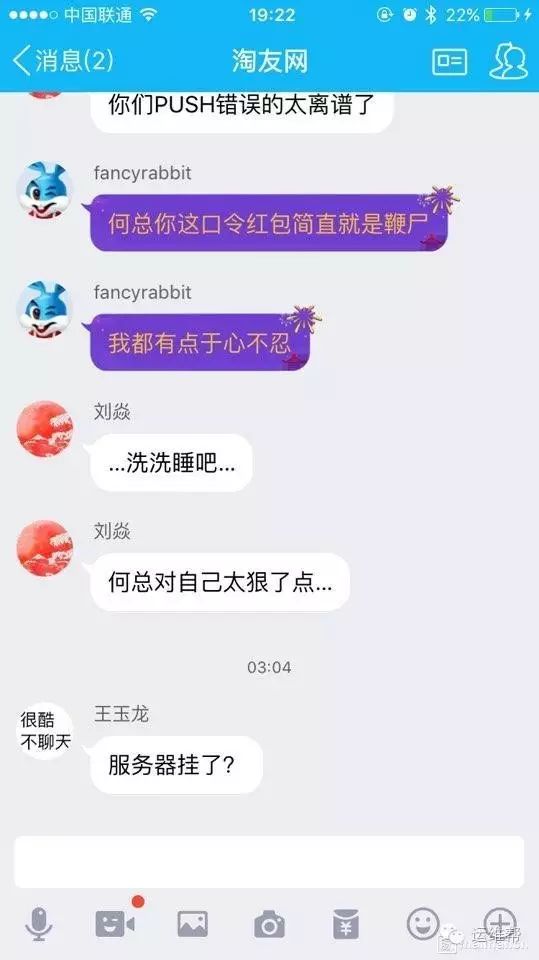 中国联通 19:22 22%
消息(2) 淘友网
你们PUSH错误的太离谱了
fancyrabbit
何总你这口令红包简直就是鞭尸
fancyrabbit
我都有点于心不忍
刘焱
...洗洗睡吧...
刘焱
何总对自己太狠了点...
03:04
王玉龙
很酷
不聊天
服务器挂了?
运维帮